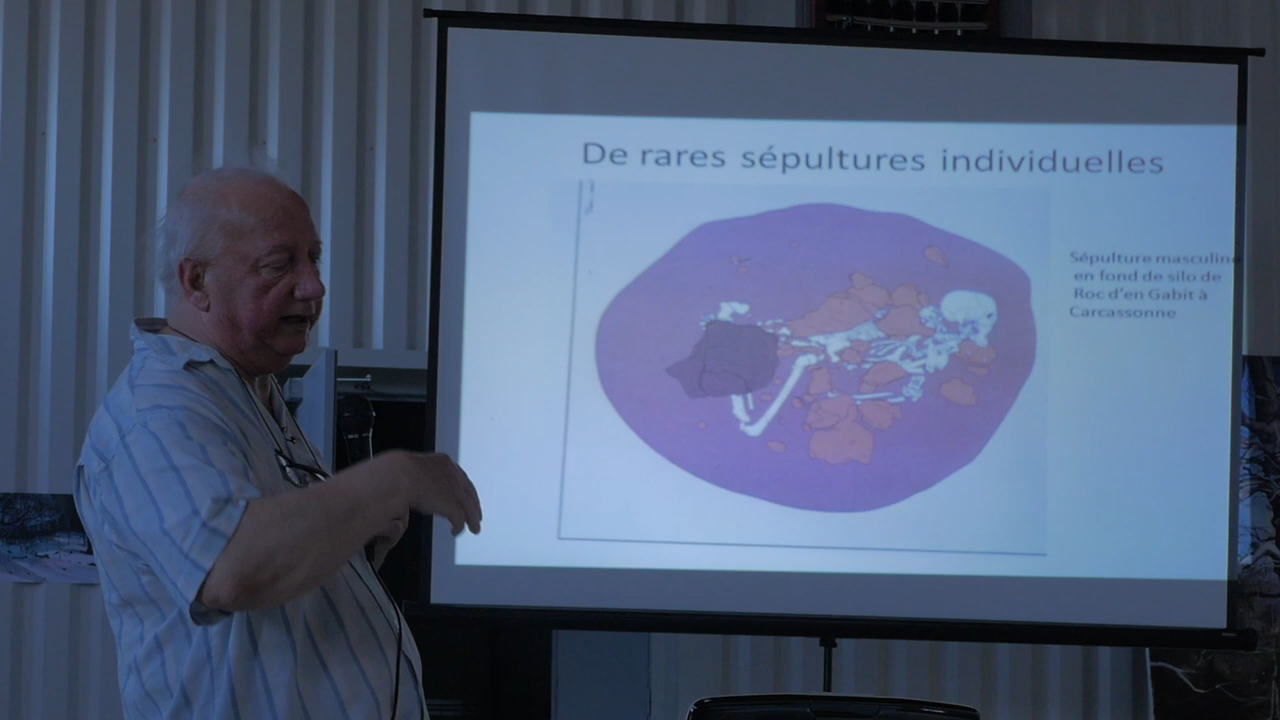 De rares sépultures individuelles
Sépulture masculine
en fond de silo de
Roc d'en Gabit à
Carcassonne